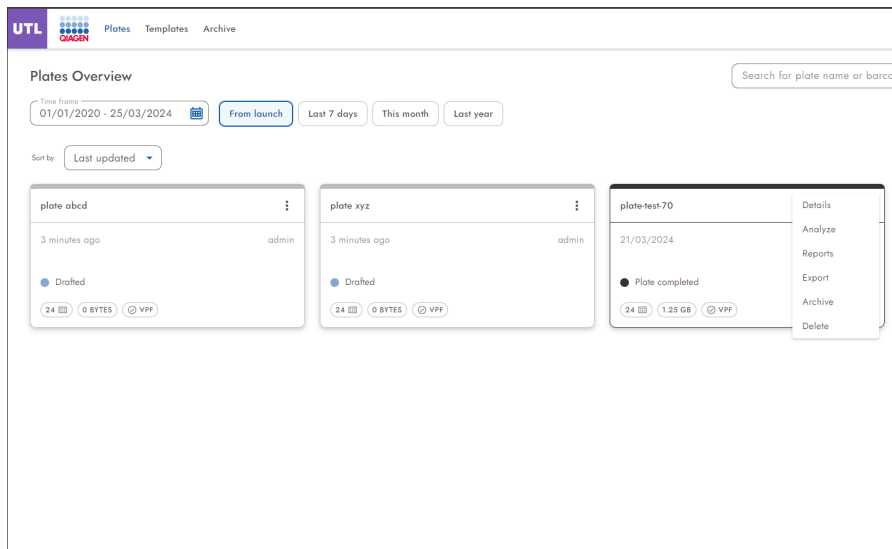 UTL
QIAGEN
Plates Templates Archive
Plates Overview
Search for plate name or
Time frame
01/01/2020 - 25/03/2024
From launch
Last 7 days
This month
Last year
Sort by
Last updated
plate abcd
3 minutes ago admin
Drafted
24 0 BYTES VPF
plate xyz
3 minutes ago admin
Drafted
24 0 BYTES VPF
plate-test-70
21/03/2024
Plate completed
24 1.25 GB VPF
Details
Analyze
Reports
Export
Archive
Delete